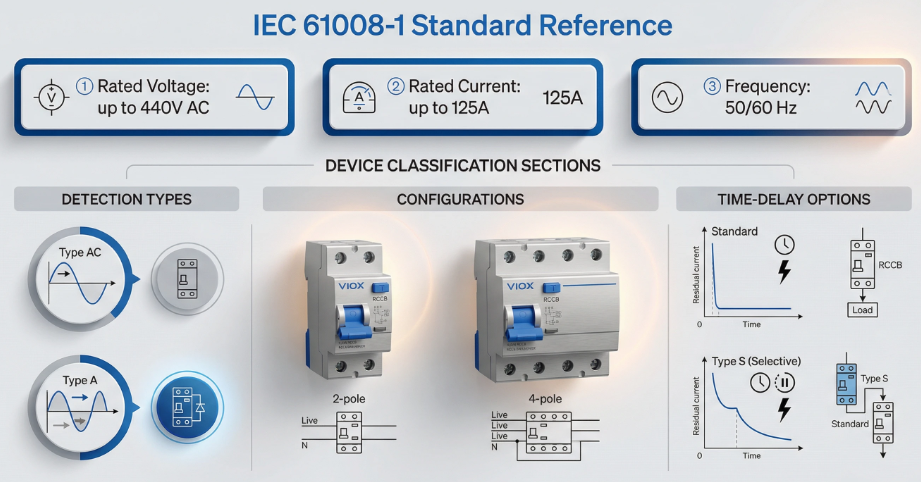 IEC 61008-1 Standard Reference
V
1 Rated Voltage:
up to 440V AC
A
2 Rated Current:
up to 125A
125A
3 Frequency:
50/60 Hz
DEVICE CLASSIFICATION SECTIONS
DETECTION TYPES
Type AC
Type A
CONFIGURATIONS
VIOX
RCCB
VIOX
RCCB
2-pole
Live
N
4-pole
Live
Live
Live
N
TIME-DELAY OPTIONS
Standard
Residual current
0
Time
RCCB
Load
Type S (Selective)
Residual current
0
Time
Type S
Standard